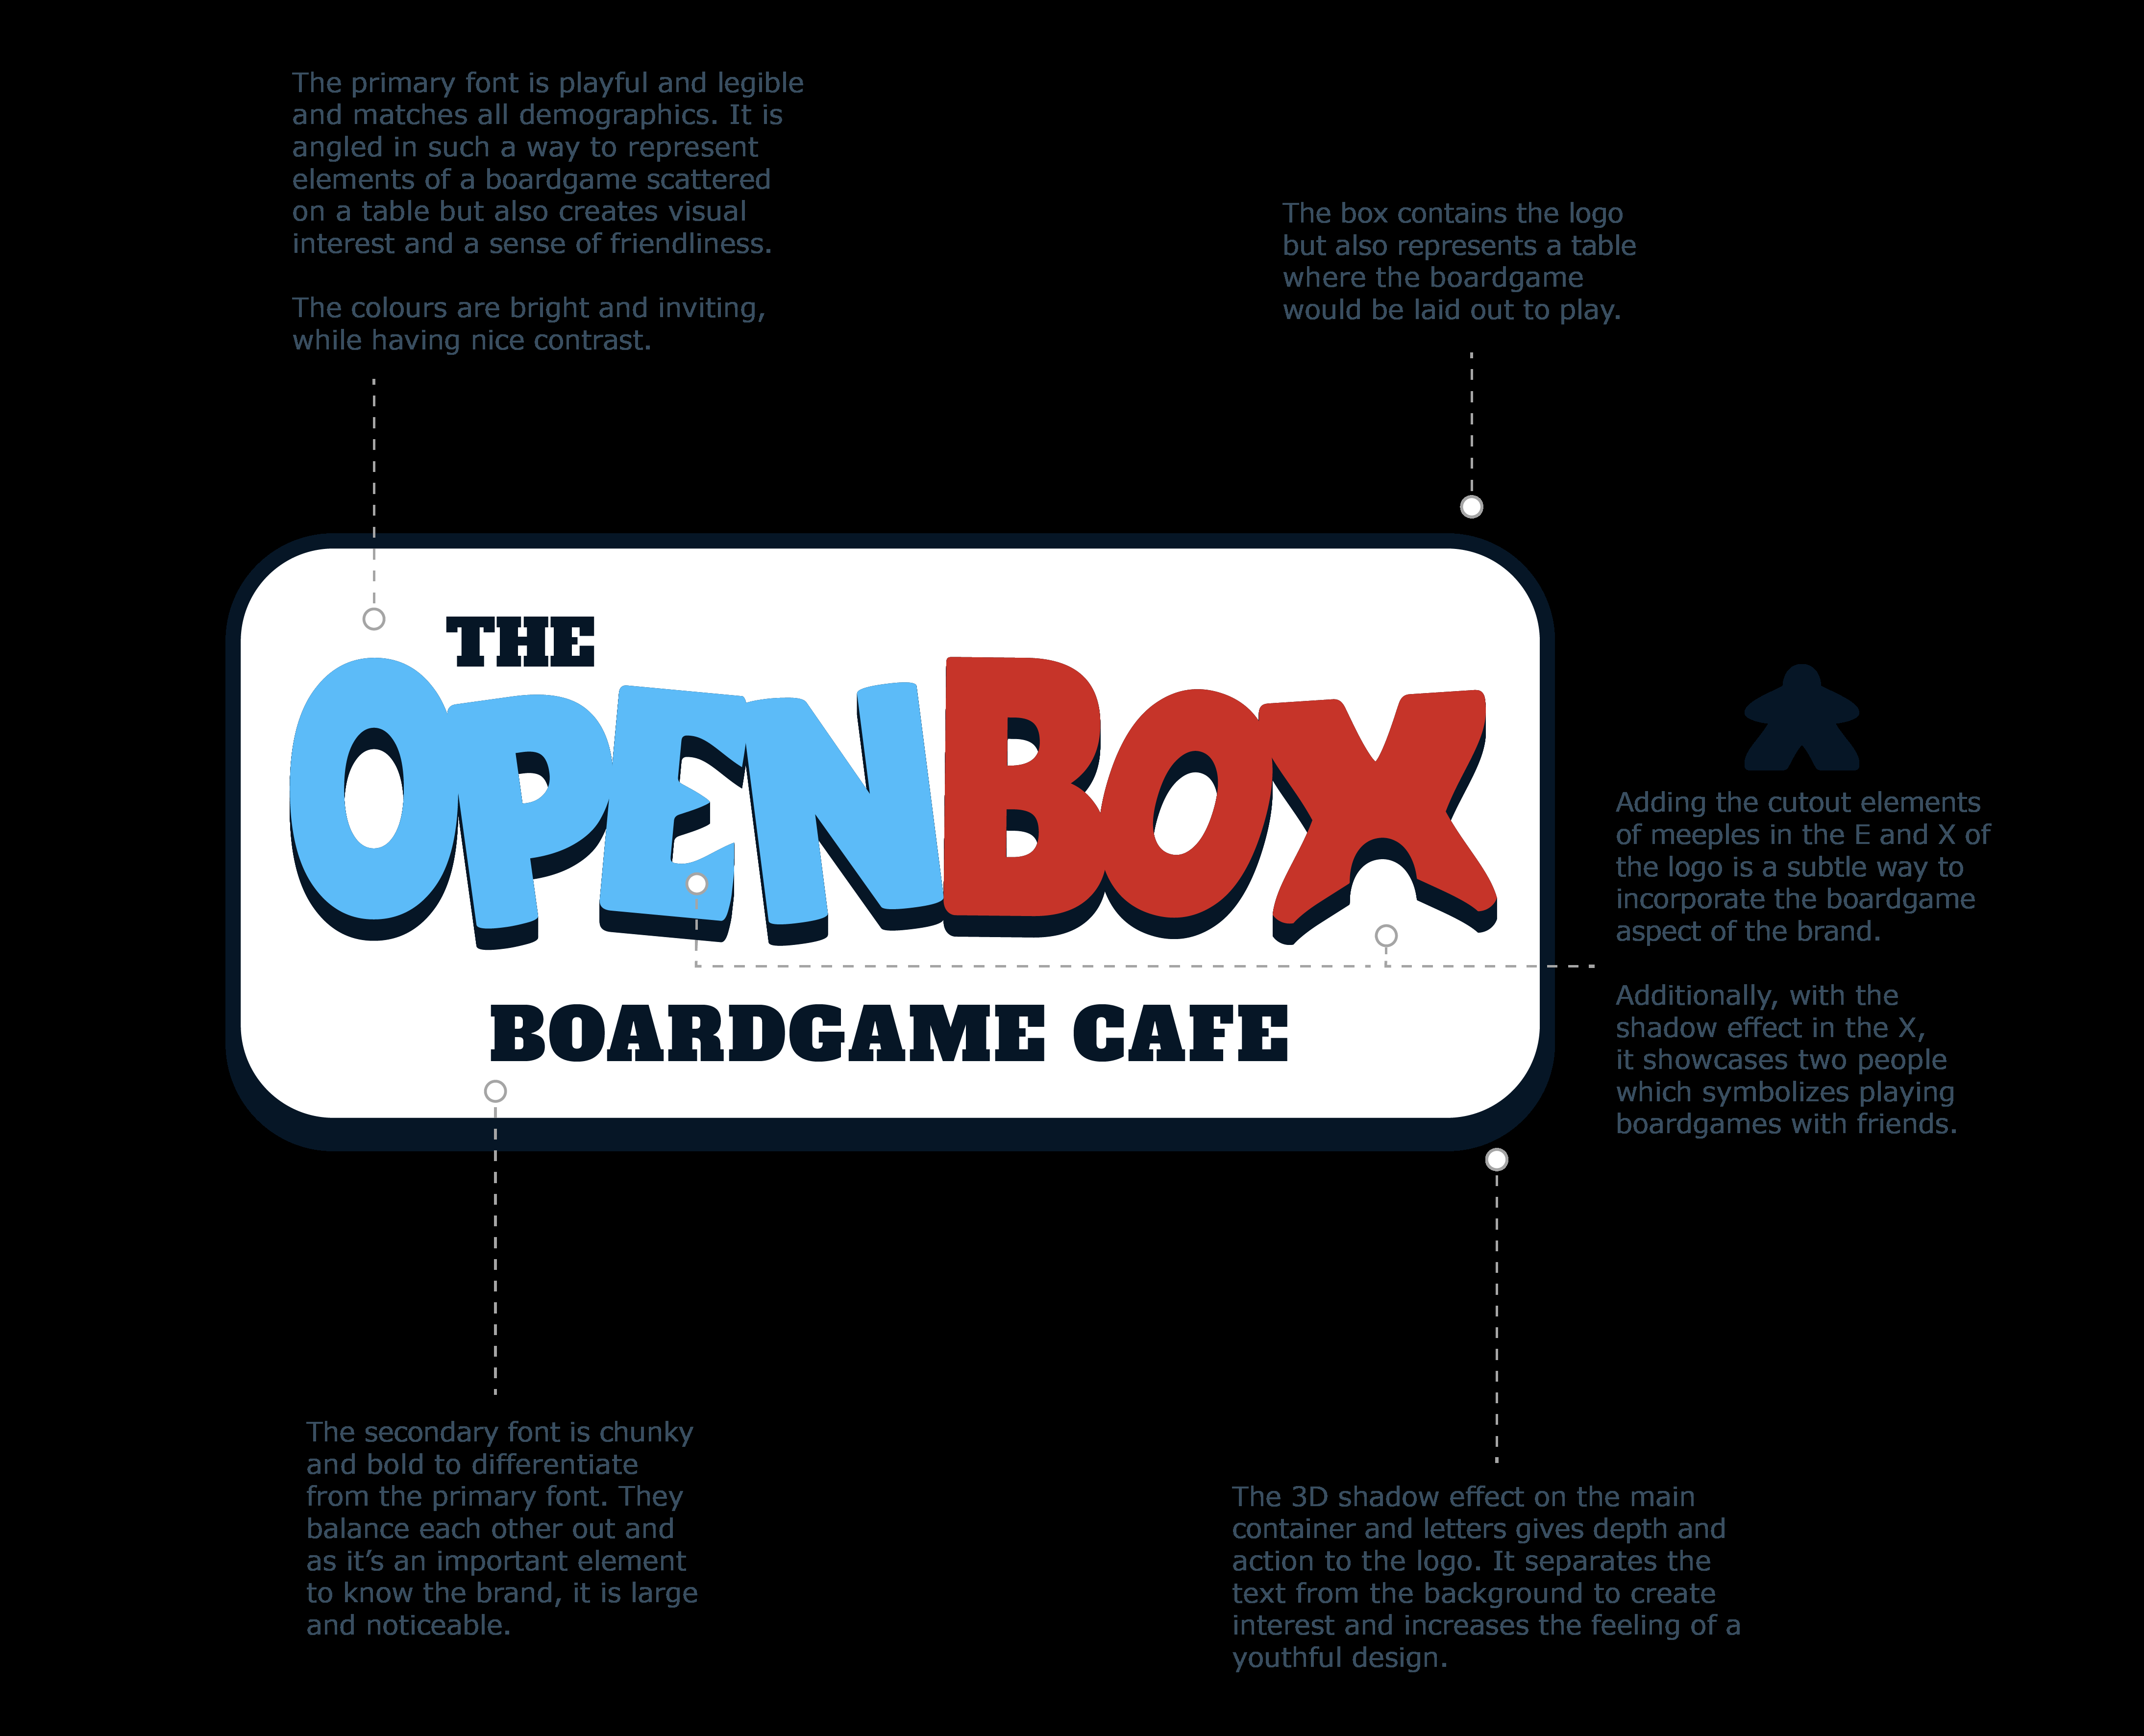 The primary font is playful and legible
and matches all demographics. It is
angled in such a way to represent
elements of a boardgame scattered
on a table but also creates visual
interest and a sense of friendliness.
The colours are bright and inviting,
while having nice contrast.
The box contains the logo
but also represents a table
where the boardgame
would be laid out to play.
THE
OPENBOX
BOARDGAME CAFE
Adding the cutout elements
of meeples in the E and X of
the logo is a subtle way to
incorporate the boardgame
aspect of the brand.
Additionally, with the
shadow effect in the X,
it showcases two people
which symbolizes playing
boardgames with friends.
The secondary font is chunky
and bold to differentiate
from the primary font. They
balance each other out and
as it’s an important element
to know the brand, it is large
and noticeable.
The 3D shadow effect on the main
container and letters gives depth and
action to the logo. It separates the
text from the background to create
interest and increases the feeling of a
youthful design.